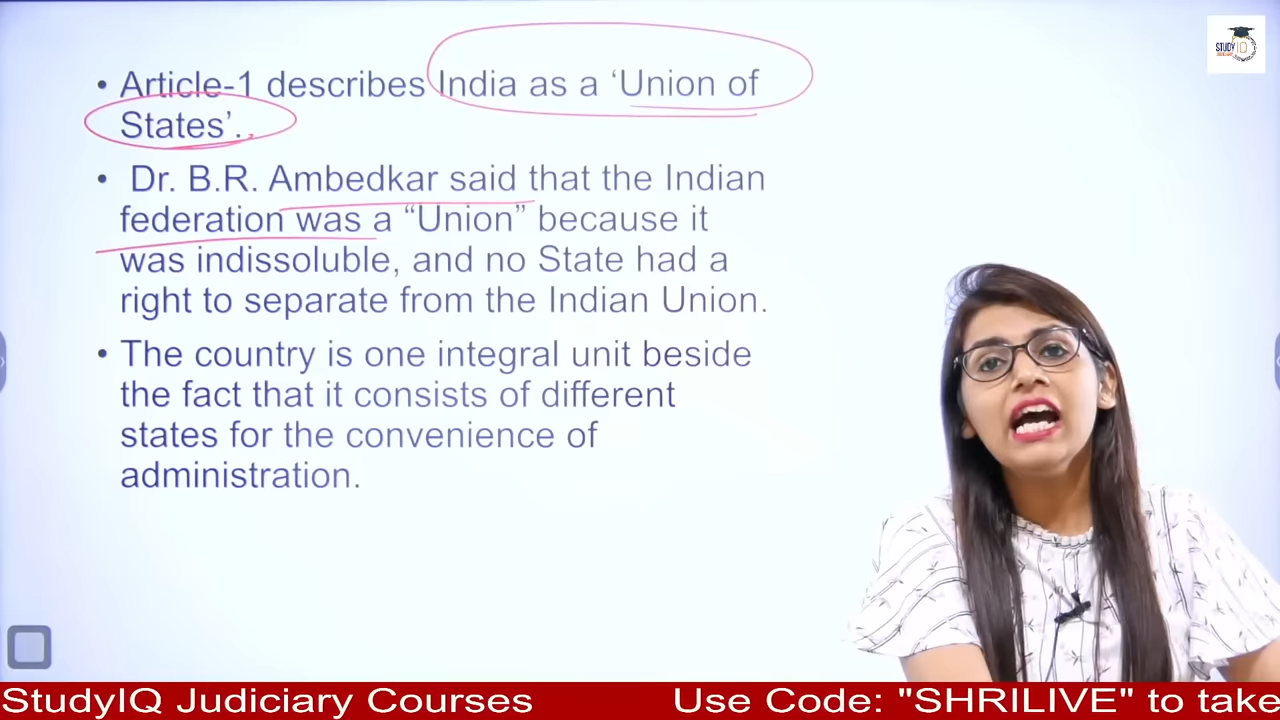 • Article-1 describes India as a ‘Union of
States’.
• Dr. B.R. Ambedkar said that the Indian
federation was a “Union” because it
was indissoluble, and no State had a
right to separate from the Indian Union.
• The country is one integral unit beside
the fact that it consists of different
states for the convenience of
administration.
STUDY IQ
StudyIQ Judiciary Courses Use Code: "SHRILIVE" to take